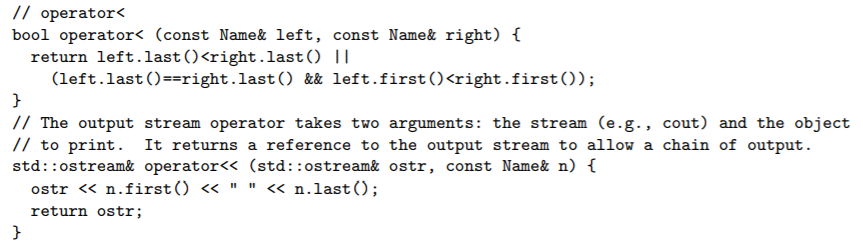 // operator<
bool operator< (const Name& left, const Name& right) {
  return left.last()<right.last() ||
    (left.last()==right.last() && left.first()<right.first());
}
// The output stream operator takes two arguments: the stream (e.g., cout) and the object
// to print.  It returns a reference to the output stream to allow a chain of output.
std::ostream& operator<< (std::ostream& ostr, const Name& n) {
  ostr << n.first() << " " << n.last();
  return ostr;
}